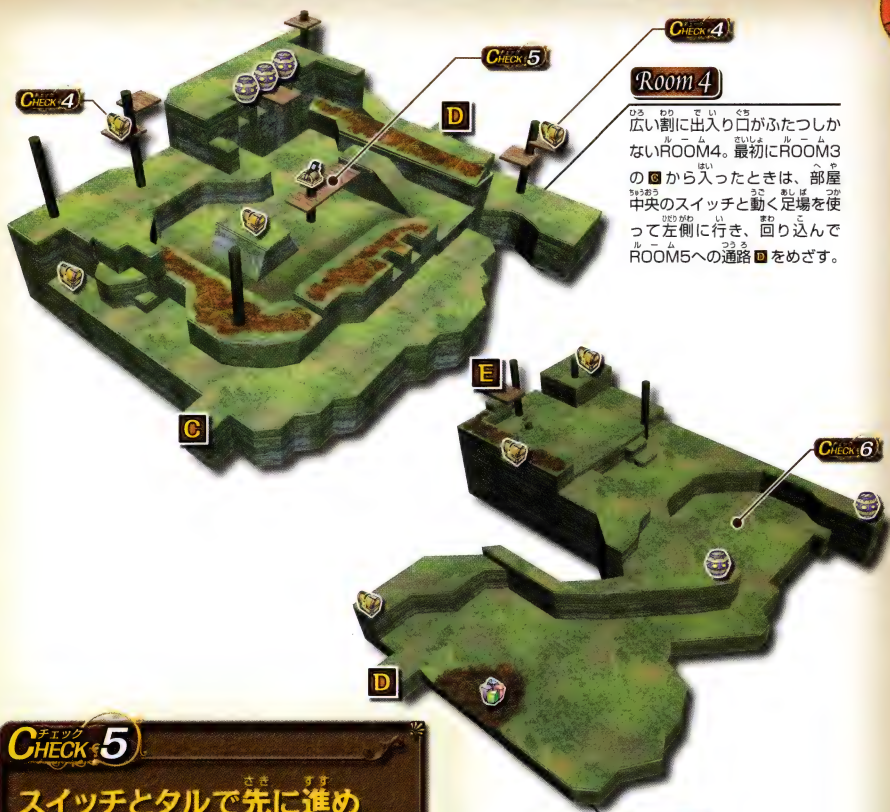 CHECK 4
CHECK 5
CHECK 4
D
Room 4
広い割に出入り口がふたつしか
ないROOM4。最初にROOM3
の C から入ったときは、部屋
中央のスイッチと動く足場を使
って左側に行き、回り込んで
ROOM5への通路 D をめざす。
C
E
CHECK 6
D
チェック
CHECK 5
スイッチとタルで先に進め